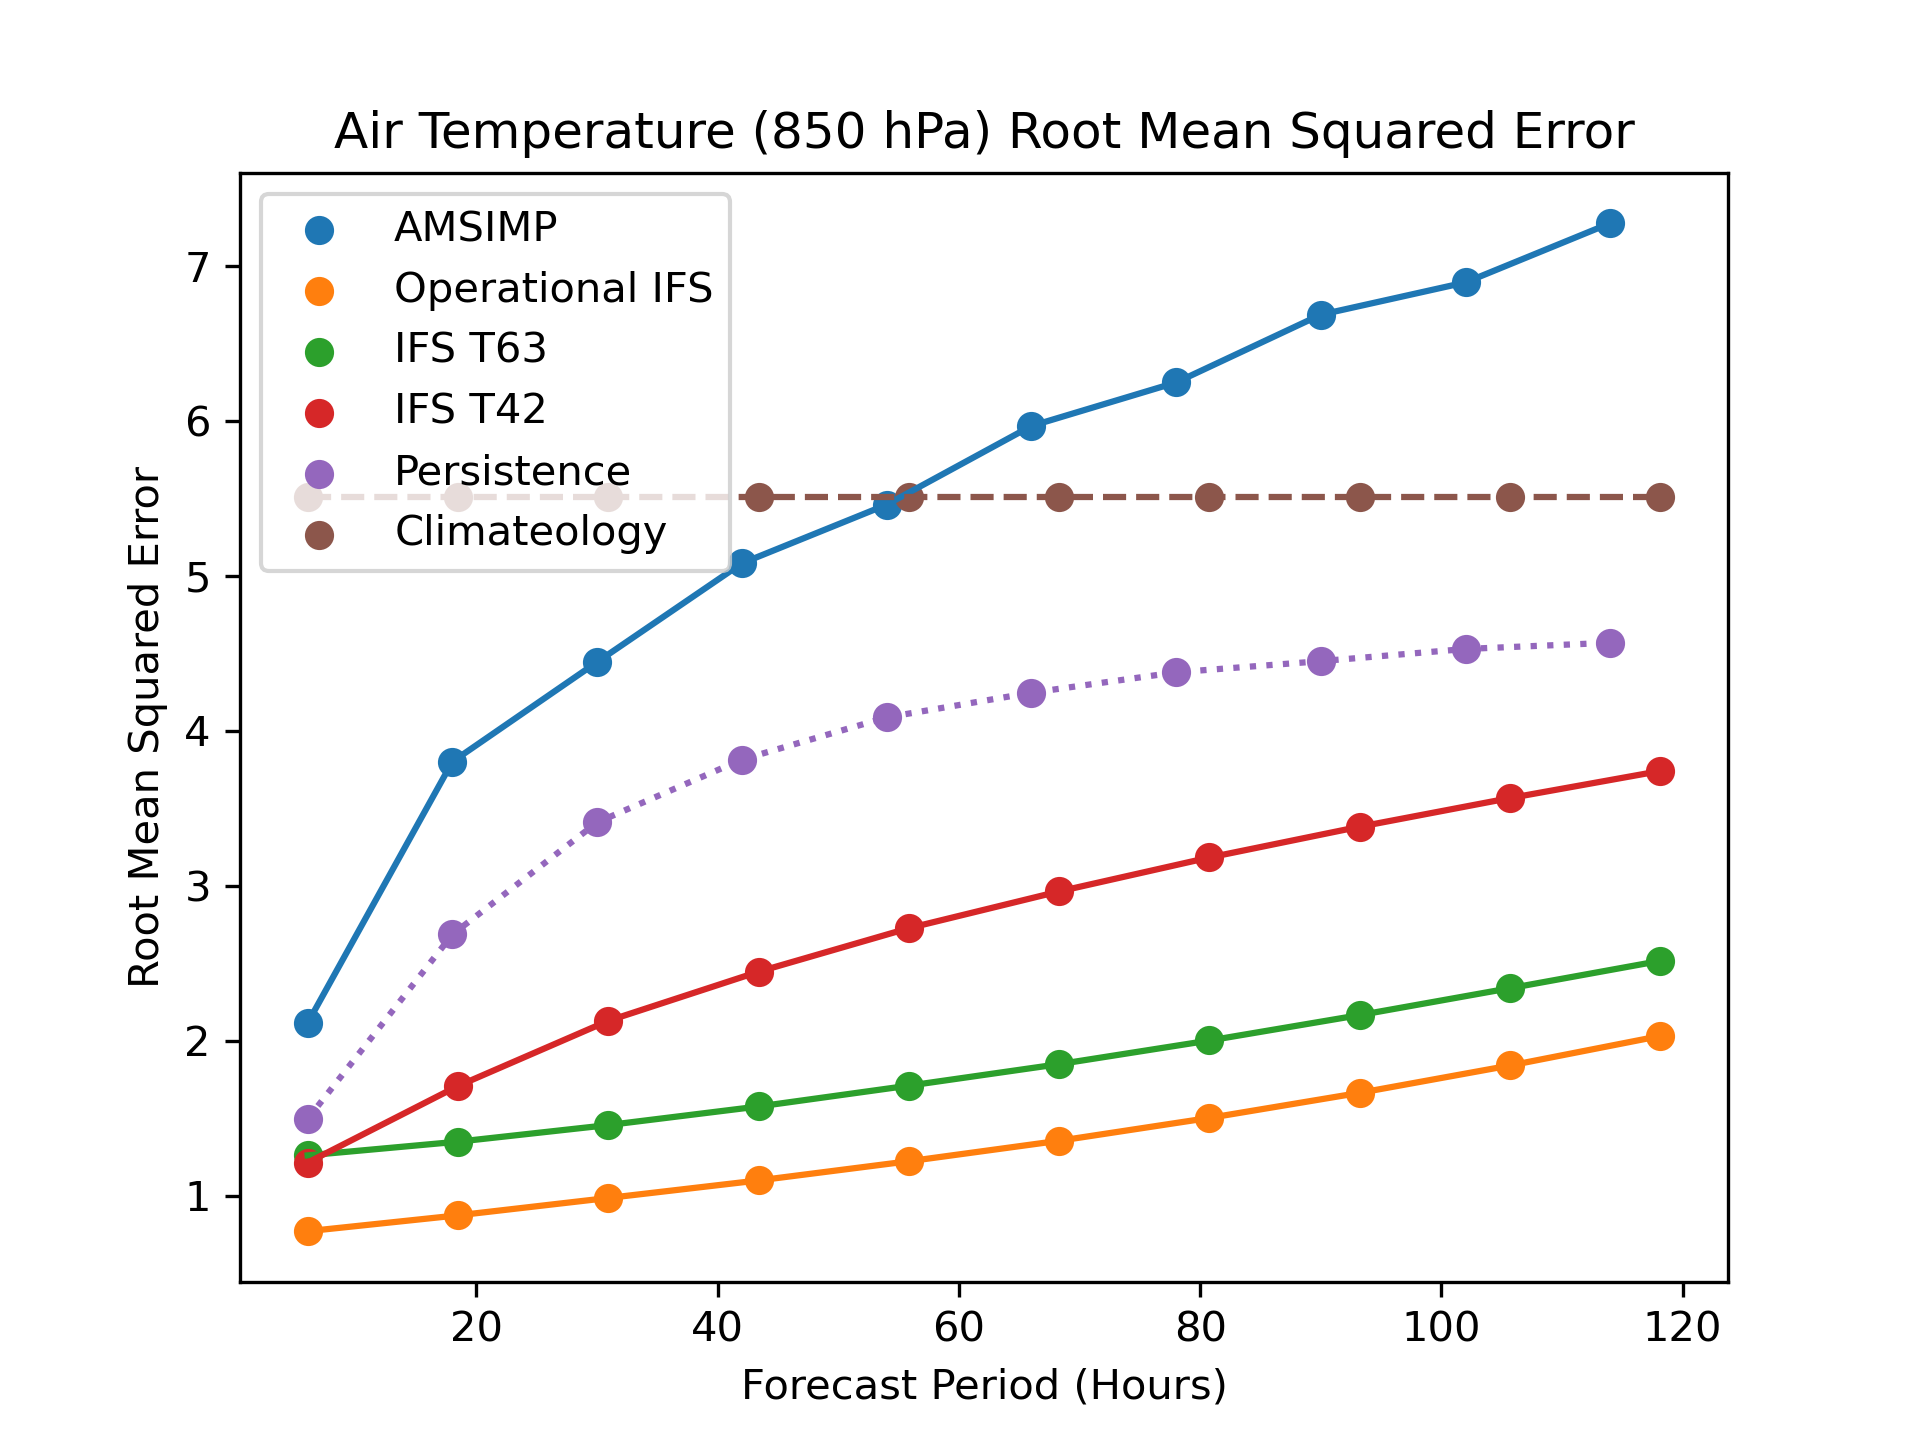 Air Temperature (850 hPa) Root Mean Squared Error
AMSIMP
Operational IFS
IFS T63
IFS T42
Persistence
Climateology
Root Mean Squared Error
7
6
5
4
3
2
1
20 40 60 80 100 120
Forecast Period (Hours)